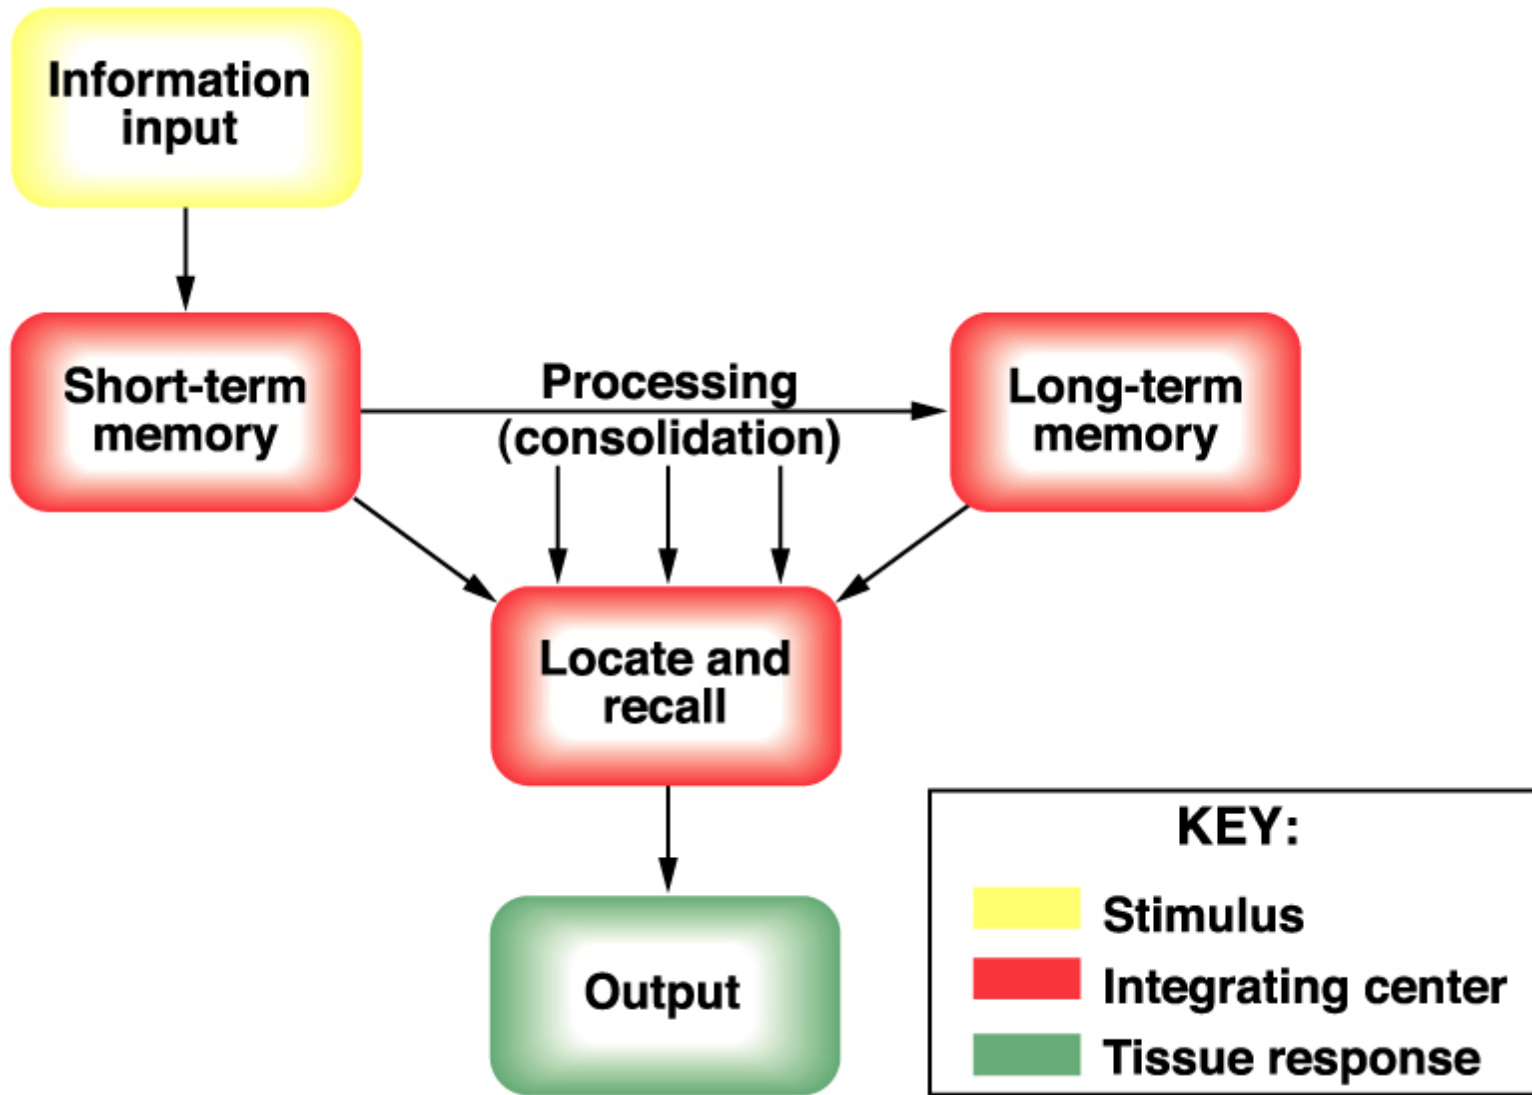 Information
input
Short-term
memory
Processing
(consolidation)
Long-term
memory
Locate and
recall
Output
KEY:
Stimulus
Integrating center
Tissue response